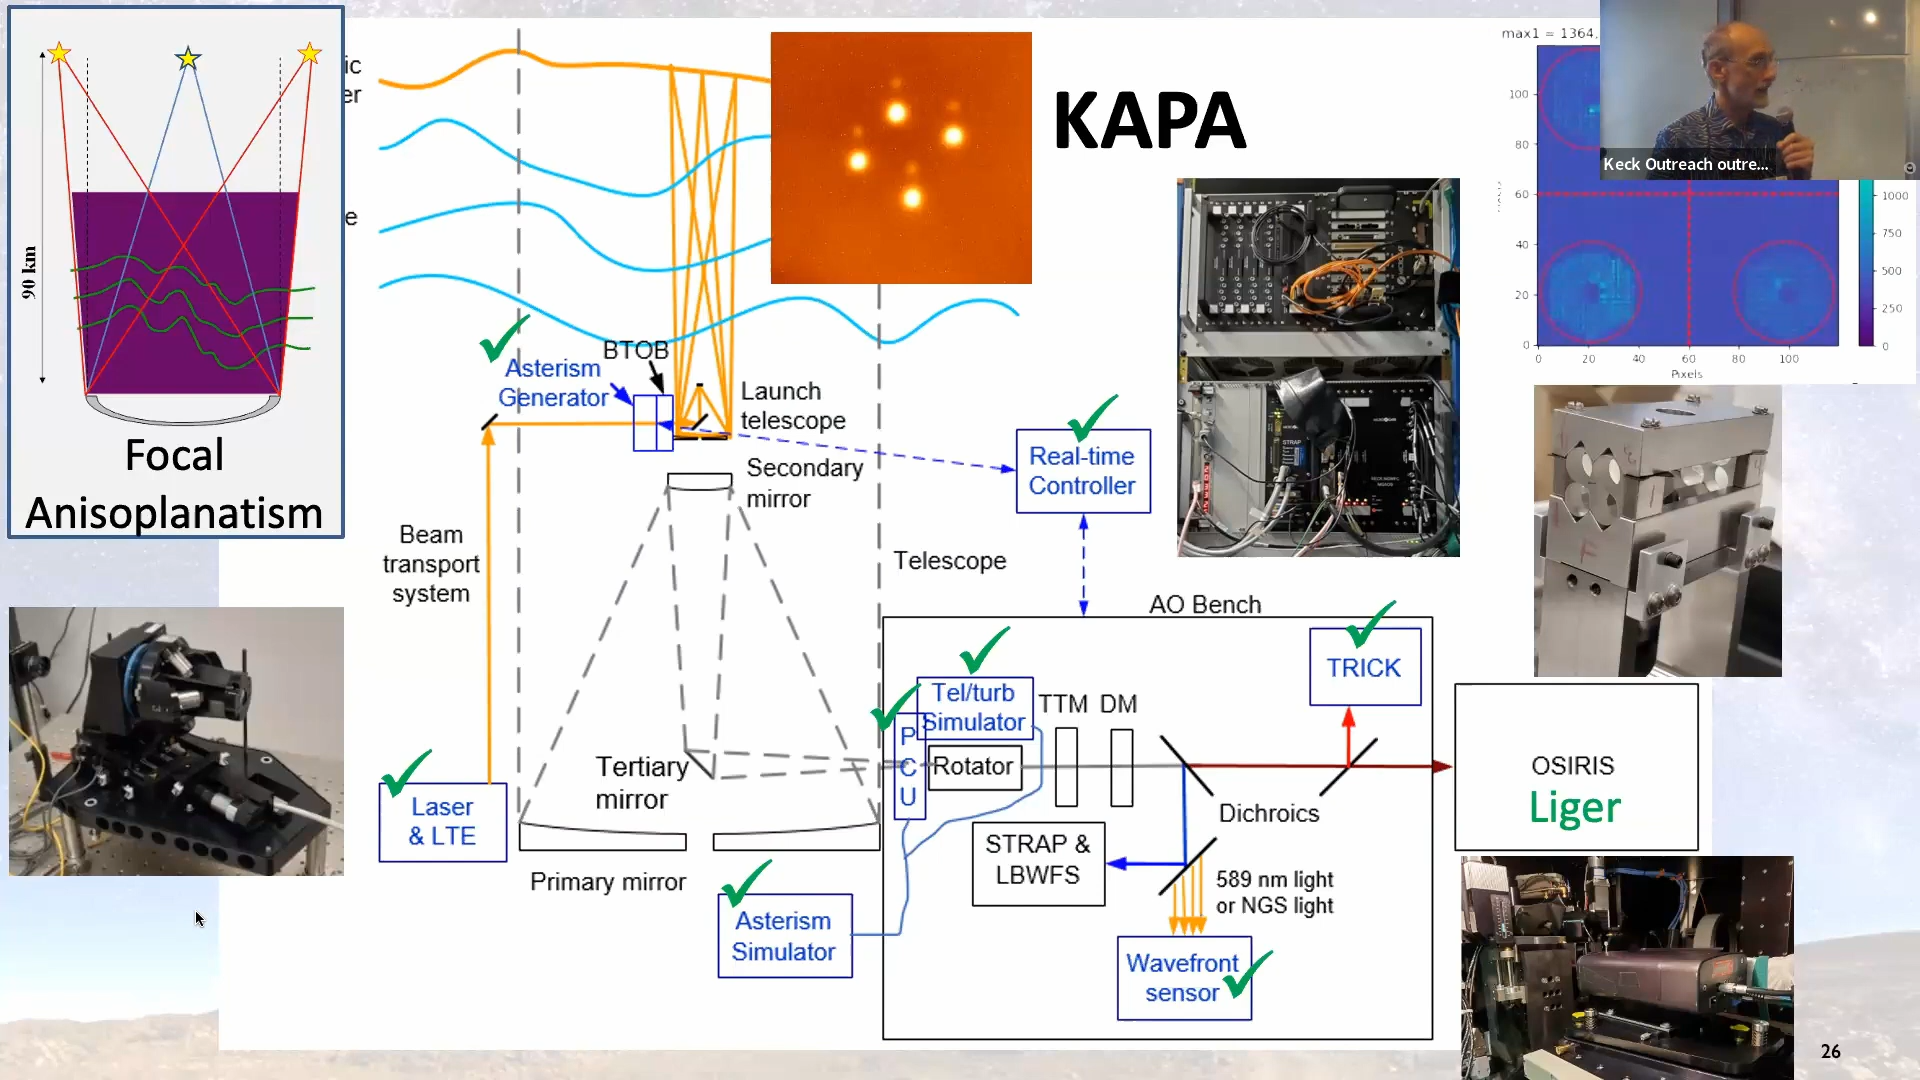 ic
er
e
90 km
Focal
Anisoplanatism
KAPA
max1 = 1364.
100
80
60
40
20
0
0
20
40
60
80
100
Pixels
1000
750
500
250
0
Keck Outreach outre...
BTOB
Asterism
Generator
Launch
telescope
Secondary
mirror
Real-time
Controller
Beam
transport
system
Telescope
AO Bench
TRICK
Tel/turb
Simulator
TTM
DM
P
C
U
Rotator
Tertiary
mirror
OSIRIS
Liger
Dichroics
Laser
& LTE
STRAP &
LBWFS
Primary mirror
589 nm light
or NGS light
Asterism
Simulator
Wavefront
sensor
STRAP
F
26